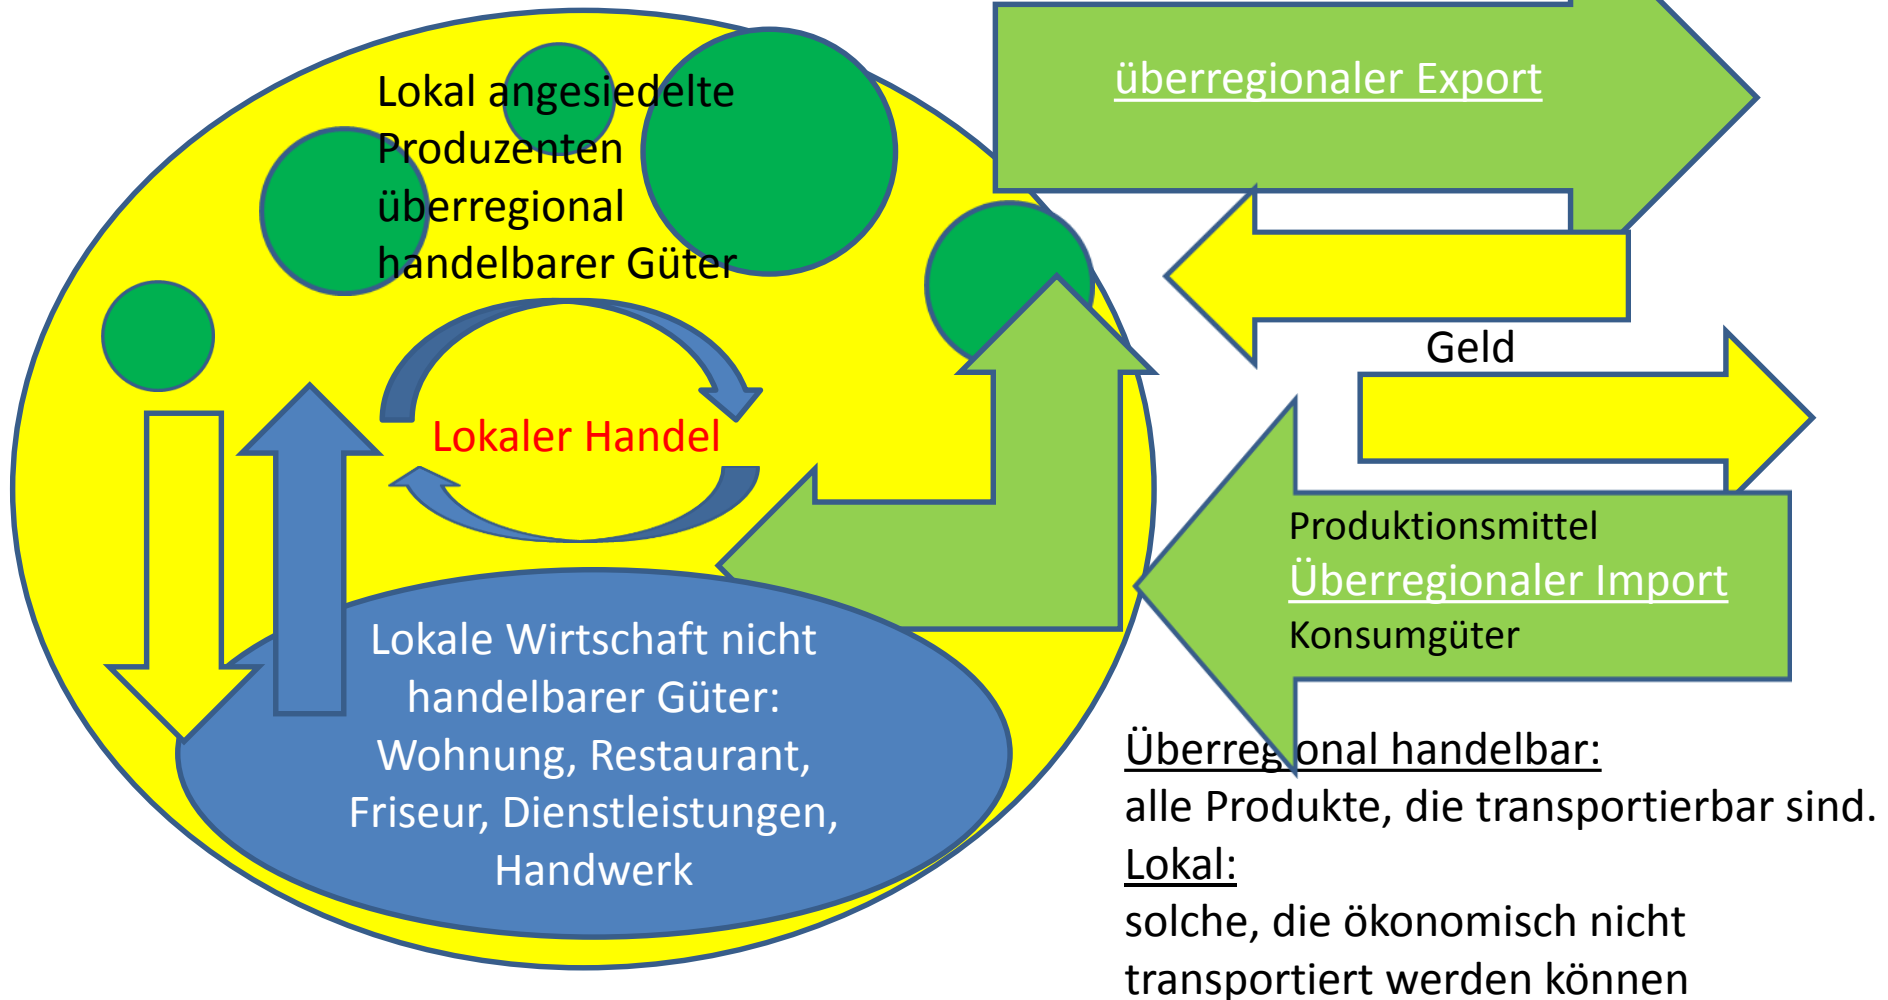 Lokal angesiedelte
Produzenten
überregional
handelbarer Güter
überregionaler Export
Geld
Lokaler Handel
Produktionsmittel
Überregionaler Import
Konsumgüter
Lokale Wirtschaft nicht
handelbarer Güter:
Wohnung, Restaurant,
Friseur, Dienstleistungen,
Handwerk
Überregional handelbar:
alle Produkte, die transportierbar sind.
Lokal:
solche, die ökonomisch nicht
transportiert werden können